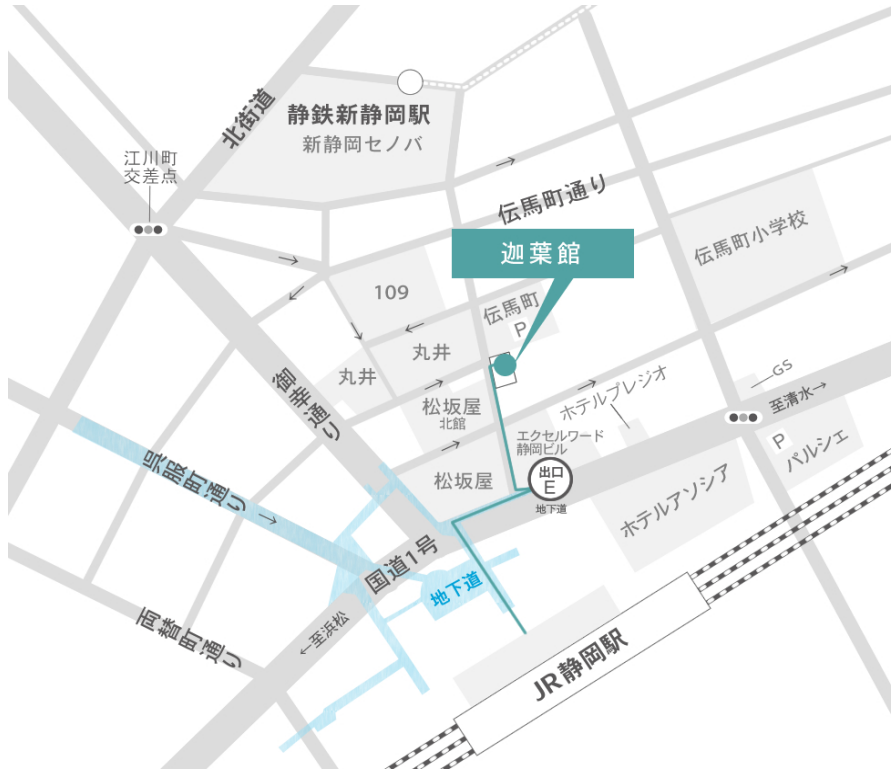 北街道
静鉄新静岡駅
新静岡セノバ
江川町
交差点
→
伝馬町通り
→
迦葉館
伝馬町小学校
→
109
←
伝馬町
P
←
→
丸井
丸井
→
松坂屋
北館
→
ホテルプレジオ
GS
至清水→
御幸通り
→
エクセルワード
静岡ビル
P
パルシェ
呉服町通り
→
松坂屋
出口
E
地下道
ホテルアソシア
国道1号
地下道
両替町通り
←至浜松
JR静岡駅